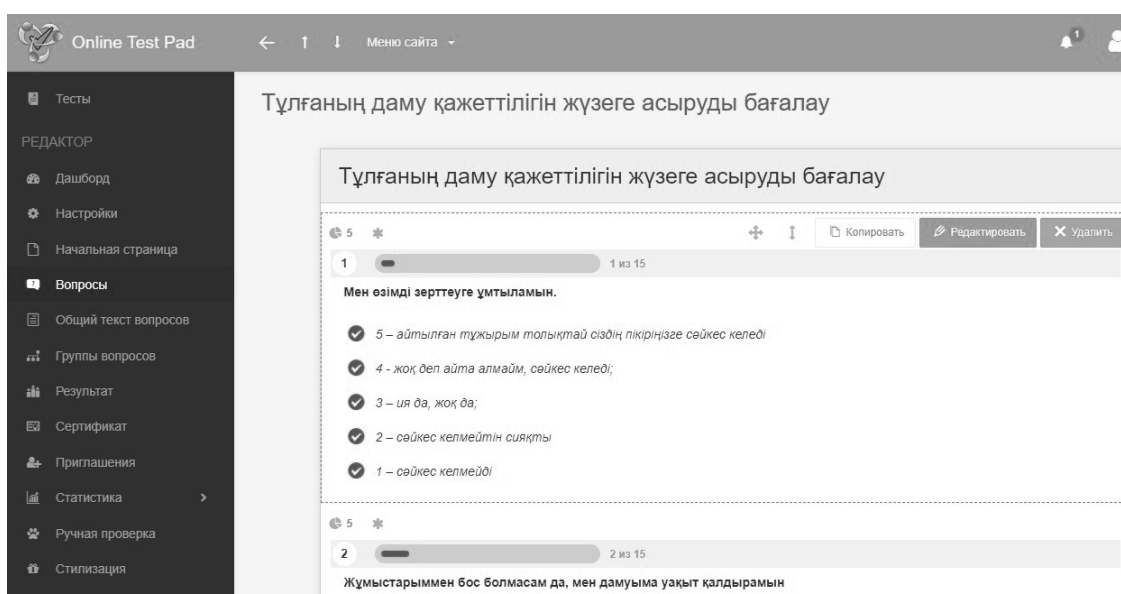 Online Test Pad
Меню сайта
1
Тесты
РЕДАКТОР
Дашборд
Настройки
Начальная страница
Вопросы
Общий текст вопросов
Группы вопросов
Результат
Сертификат
Приглашения
Статистика
Ручная проверка
Стилизация
Тұлғаның даму қажеттілігін жүзеге асыруды бағалау
Тұлғаның даму қажеттілігін жүзеге асыруды бағалау
5
Копировать
Редактировать
Удалить
1
1 из 15
Мен өзімді зерттеуге ұмтыламын.
5 – айтылған тұжырым толықтай сіздің пікіріңізге сәйкес келеді
4 - жоқ деп айта алмайм, сәйкес келеді;
3 – ия да, жоқ да;
2 – сәйкес келмейтін сияқты
1 – сәйкес келмейді
5
2
2 из 15
Жұмыстарыммен бос болмасам да, мен дамуыма уақыт қалдырамын